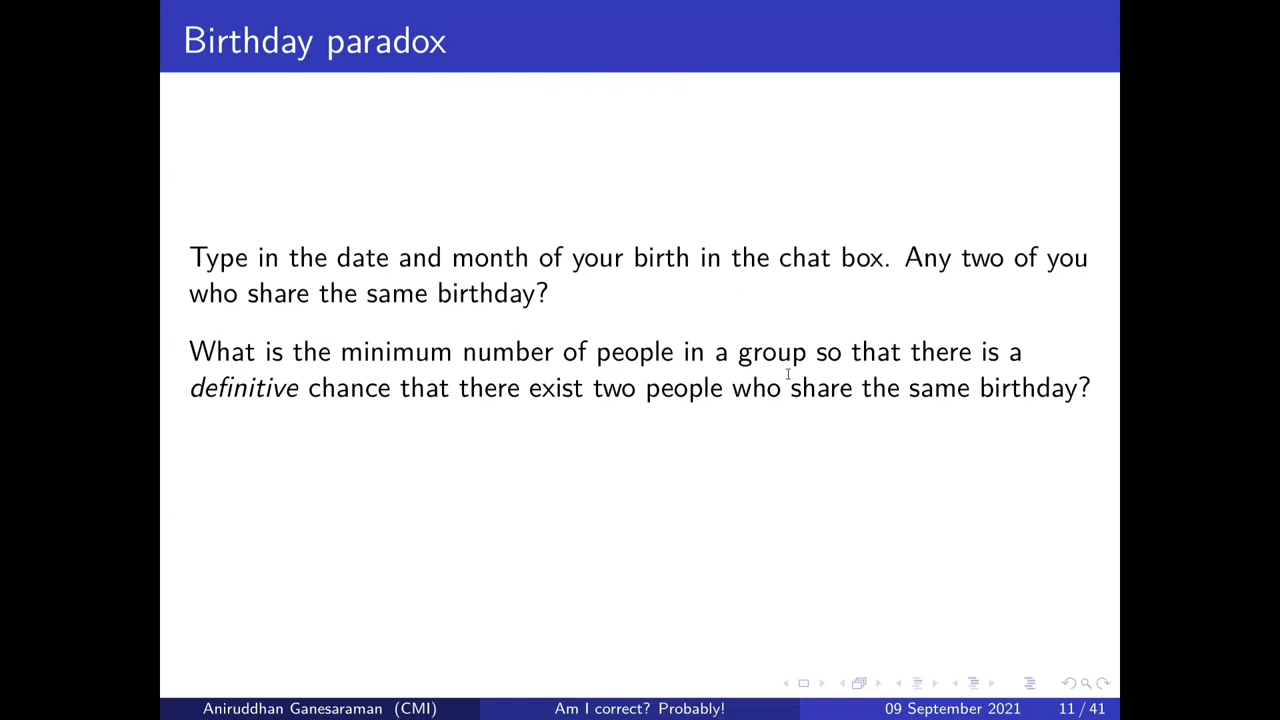 Birthday paradox
Type in the date and month of your birth in the chat box. Any two of you
who share the same birthday?
What is the minimum number of people in a group so that there is a
definitive chance that there exist two people who share the same birthday?
Aniruddhan Ganesaraman (CMI)
Am I correct? Probably!
09 September 2021
11 / 41